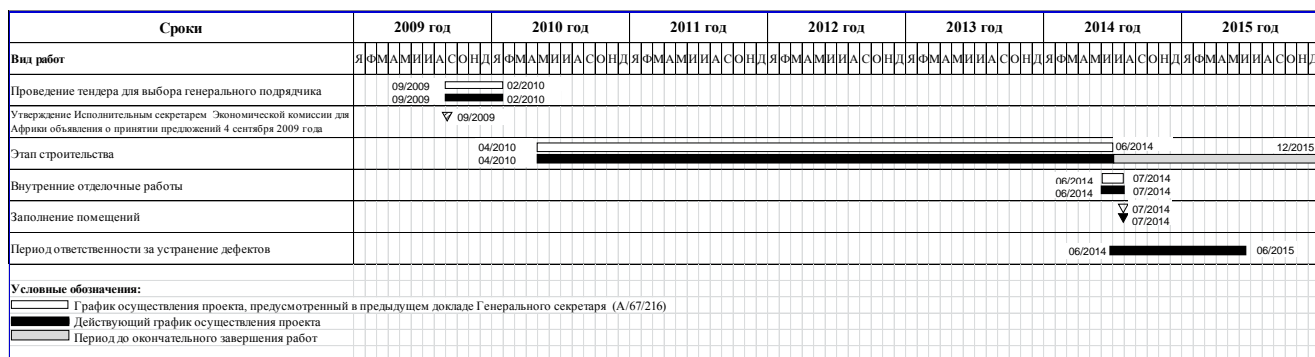 Сроки 2009 год 2010 год 2011 год 2012 год 2013 год 2014 год 2015 год
Вид работ Я Ф М А М И И А С О Н Д Я Ф М А М И И А С О Н Д Я Ф М А М И И А С О Н Д Я Ф М А М И И А С О Н Д Я Ф М А М И И А С О Н Д Я Ф М А М И И А С О Н Д Я Ф М А М И И А С О Н Д
Проведение тендера для выбора генерального подрядчика 09/2009 02/2010
09/2009 02/2010
Утверждение Исполнительным секретарем Экономической комиссии для
Африки объявления о принятии предложений 4 сентября 2009 года 09/2009
Этап строительства 04/2010 06/2014 12/2015
04/2010
Внутренние отделочные работы 06/2014 07/2014
06/2014 07/2014
Заполнение помещений 07/2014
07/2014
Период ответственности за устранение дефектов 06/2014 06/2015
Условные обозначения:
График осуществления проекта, предусмотренный в предыдущем докладе Генерального секретаря (A/67/216)
Действующий график осуществления проекта
Период до окончательного завершения работ